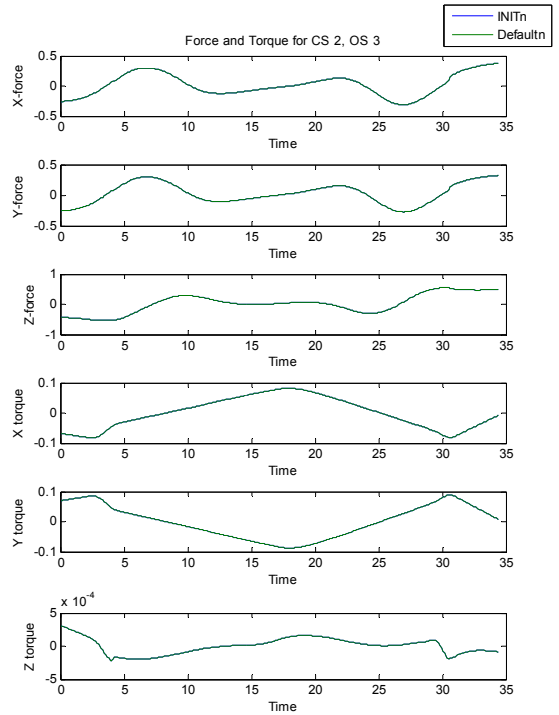 INITn
Defaultn
Force and Torque for CS 2, OS 3
X-force
0.5
0
-0.5
0 5 10 15 20 25 30 35
Time
Y-force
0.5
0
-0.5
0 5 10 15 20 25 30 35
Time
Z-force
1
0
-1
0 5 10 15 20 25 30 35
Time
X torque
0.1
0
-0.1
0 5 10 15 20 25 30 35
Time
Y torque
0.1
0
-0.1
0 5 10 15 20 25 30 35
Time
x 10^-4
Z torque
5
0
-5
0 5 10 15 20 25 30 35
Time